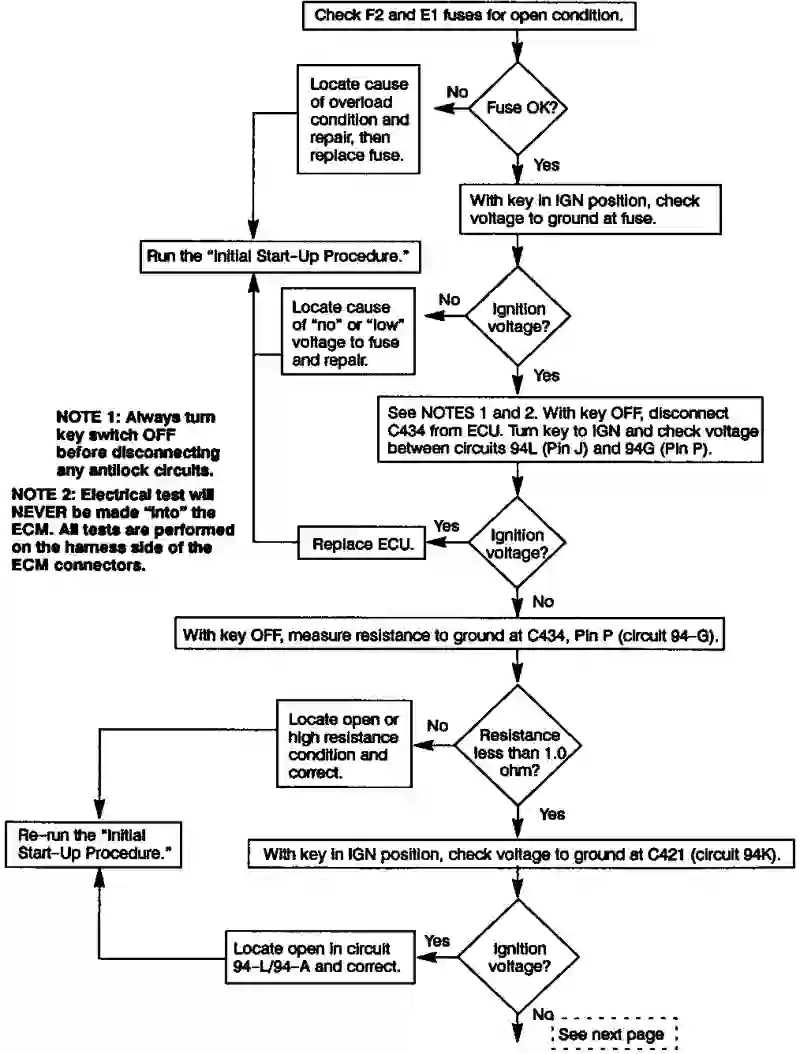 Check F2 and E1 fuses for open condition.
Locate cause
of overload
condition and
repair, then
replace fuse.
No
Fuse OK?
Yes
With key in IGN position, check
voltage to ground at fuse.
Run the “Initial Start–Up Procedure.”
Locate cause
of “no” or “low”
voltage to fuse
and repair.
No
Ignition
voltage?
Yes
See NOTES 1 and 2. With key OFF, disconnect
C434 from ECU. Turn key to IGN and check voltage
between circuits 94L (Pin J) and 94G (Pin P).
NOTE 1: Always turn
key switch OFF
before disconnecting
any antilock circuits.
NOTE 2: Electrical test will
NEVER be made “into” the
ECM. All tests are performed
on the harness side of the
ECM connectors.
Replace ECU.
Yes
Ignition
voltage?
No
With key OFF, measure resistance to ground at C434, Pin P (circuit 94–G).
Locate open or
high resistance
condition and
correct.
No
Resistance
less than 1.0
ohm?
Yes
Re–run the “Initial
Start–Up Procedure.”
With key in IGN position, check voltage to ground at C421 (circuit 94K).
Locate open in circuit
94–L/94–A and correct.
Yes
Ignition
voltage?
No
See next page